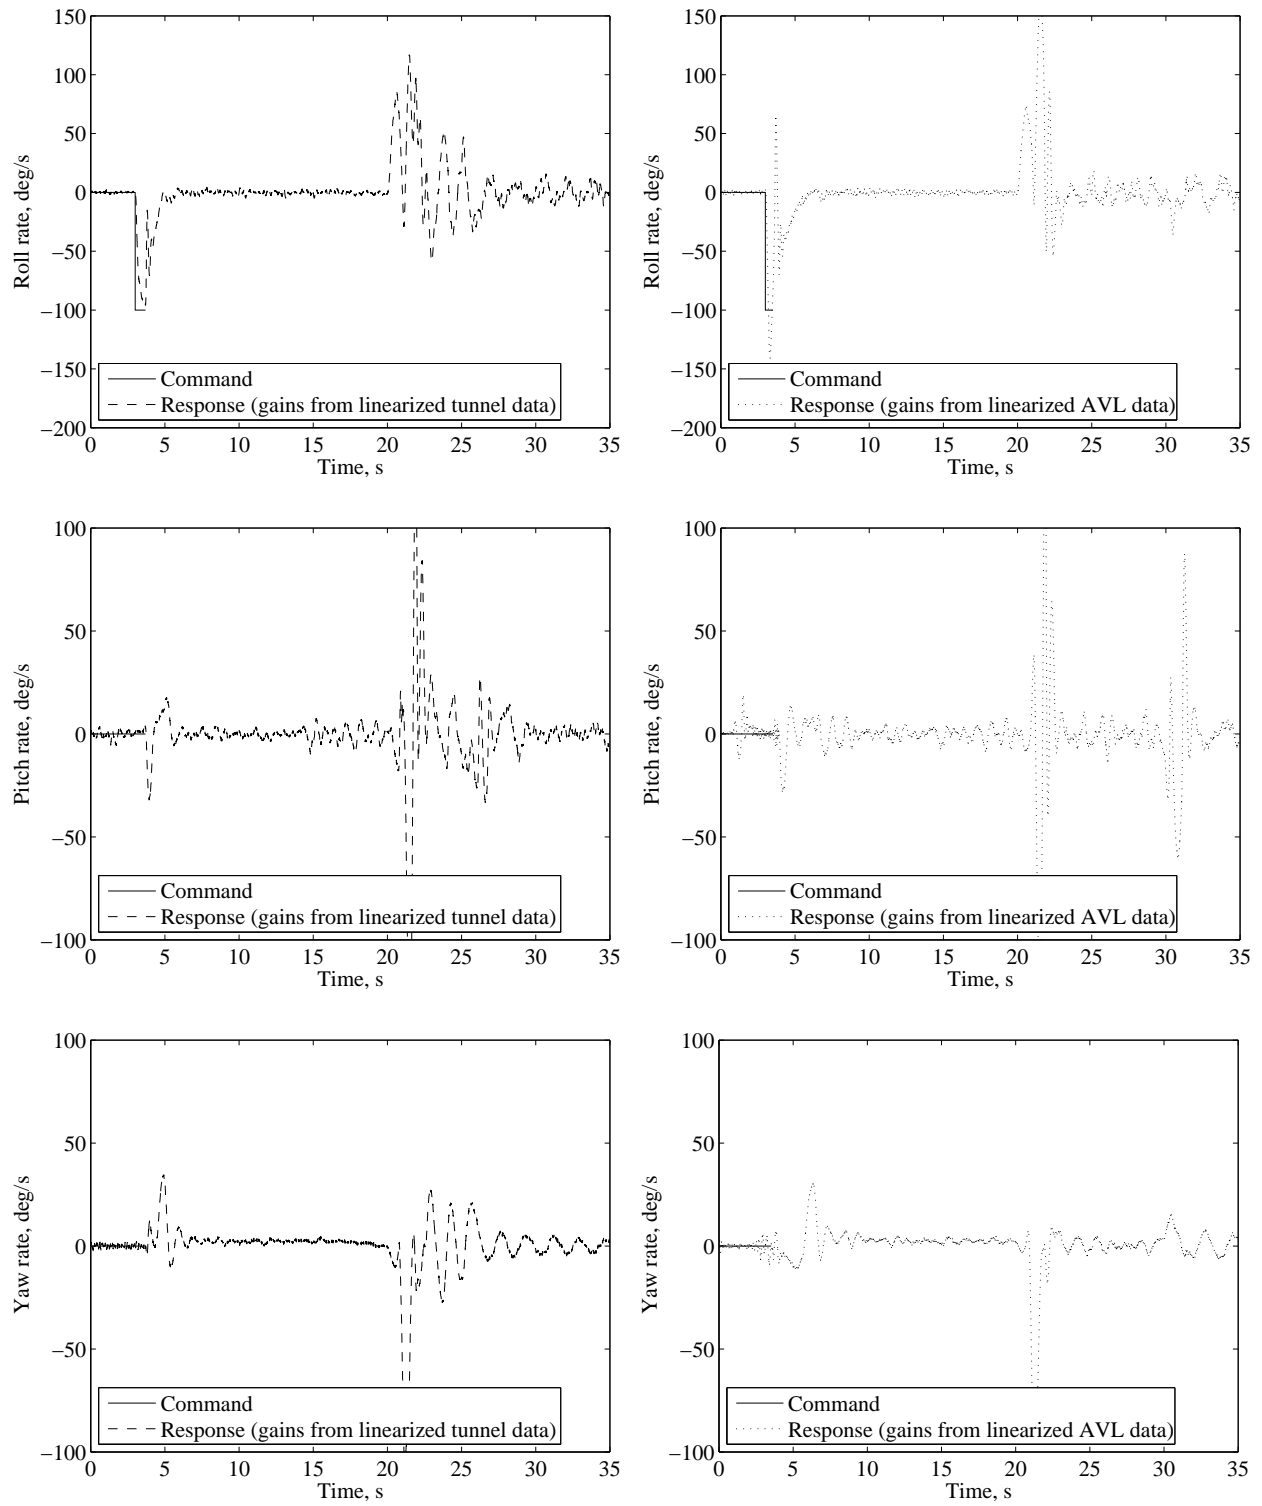 150
100
50
0
−50
−100
−150
−200
Roll rate, deg/s
Command
Response (gains from linearized tunnel data)
0 5 10 15 20 25 30 35
Time, s
150
100
50
0
−50
−100
−150
−200
Roll rate, deg/s
Command
Response (gains from linearized AVL data)
0 5 10 15 20 25 30 35
Time, s
100
50
0
−50
−100
Pitch rate, deg/s
Command
Response (gains from linearized tunnel data)
0 5 10 15 20 25 30 35
Time, s
100
50
0
−50
−100
Pitch rate, deg/s
Command
Response (gains from linearized AVL data)
0 5 10 15 20 25 30 35
Time, s
100
50
0
−50
−100
Yaw rate, deg/s
Command
Response (gains from linearized tunnel data)
0 5 10 15 20 25 30 35
Time, s
100
50
0
−50
−100
Yaw rate, deg/s
Command
Response (gains from linearized AVL data)
0 5 10 15 20 25 30 35
Time, s